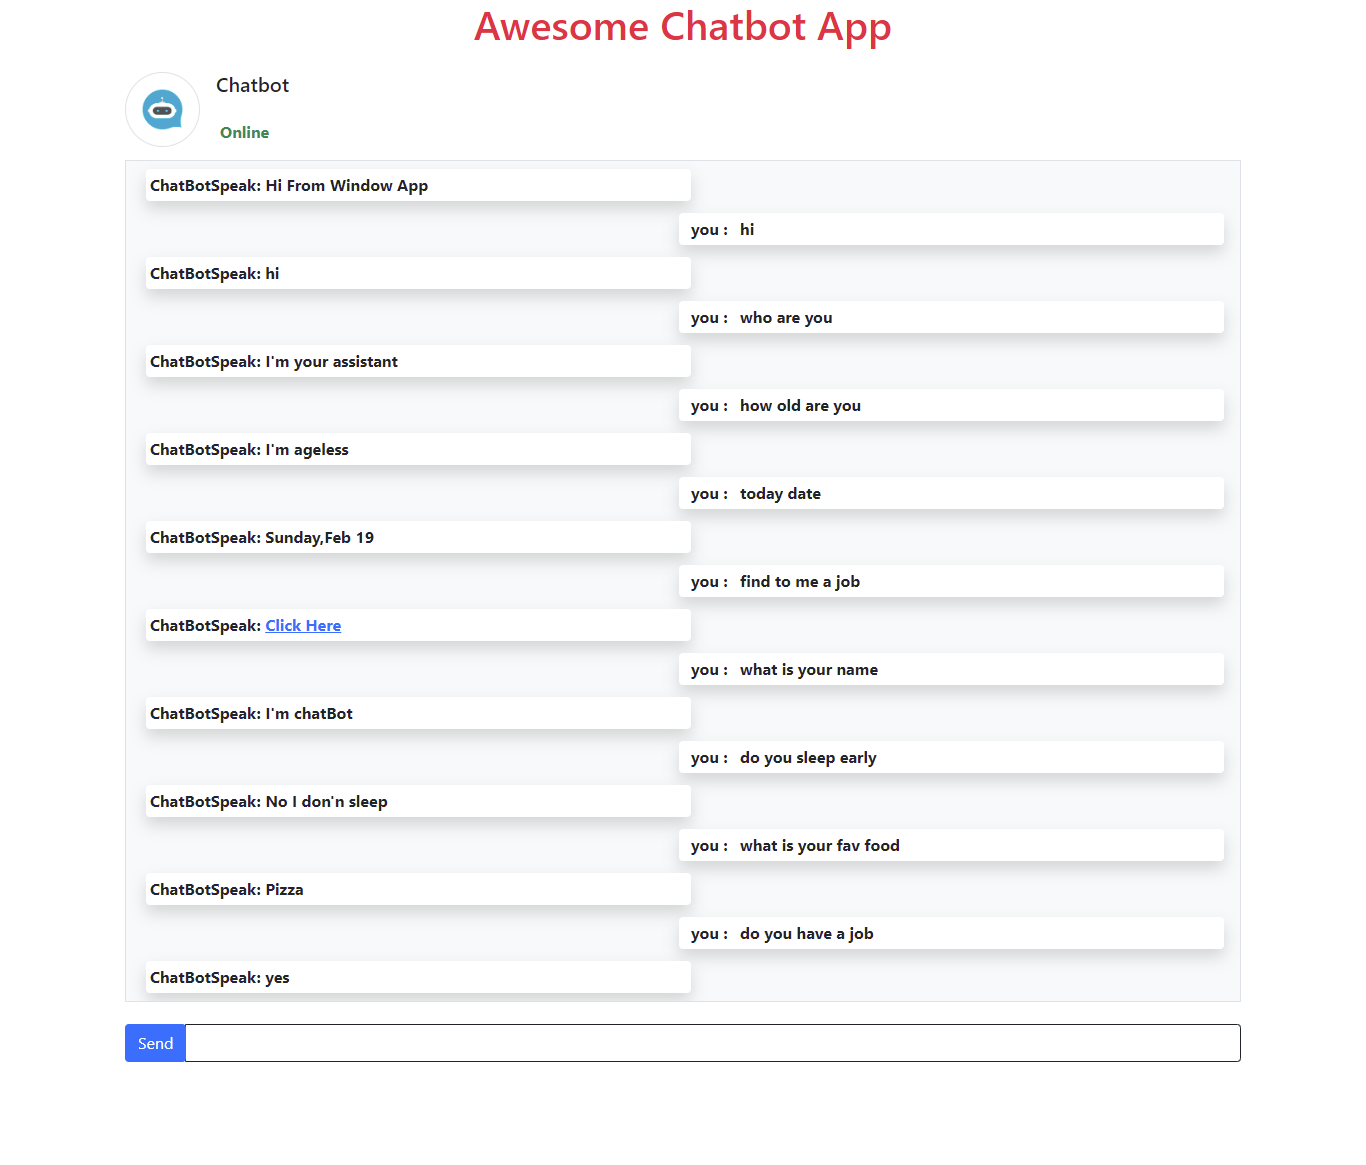 Awesome Chatbot App
Chatbot
Online
ChatBotSpeak: Hi From Window App
you : hi
ChatBotSpeak: hi
you : who are you
ChatBotSpeak: I'm your assistant
you : how old are you
ChatBotSpeak: I'm ageless
you : today date
ChatBotSpeak: Sunday,Feb 19
you : find to me a job
ChatBotSpeak: Click Here
you : what is your name
ChatBotSpeak: I'm chatBot
you : do you sleep early
ChatBotSpeak: No I don'n sleep
you : what is your fav food
ChatBotSpeak: Pizza
you : do you have a job
ChatBotSpeak: yes
Send